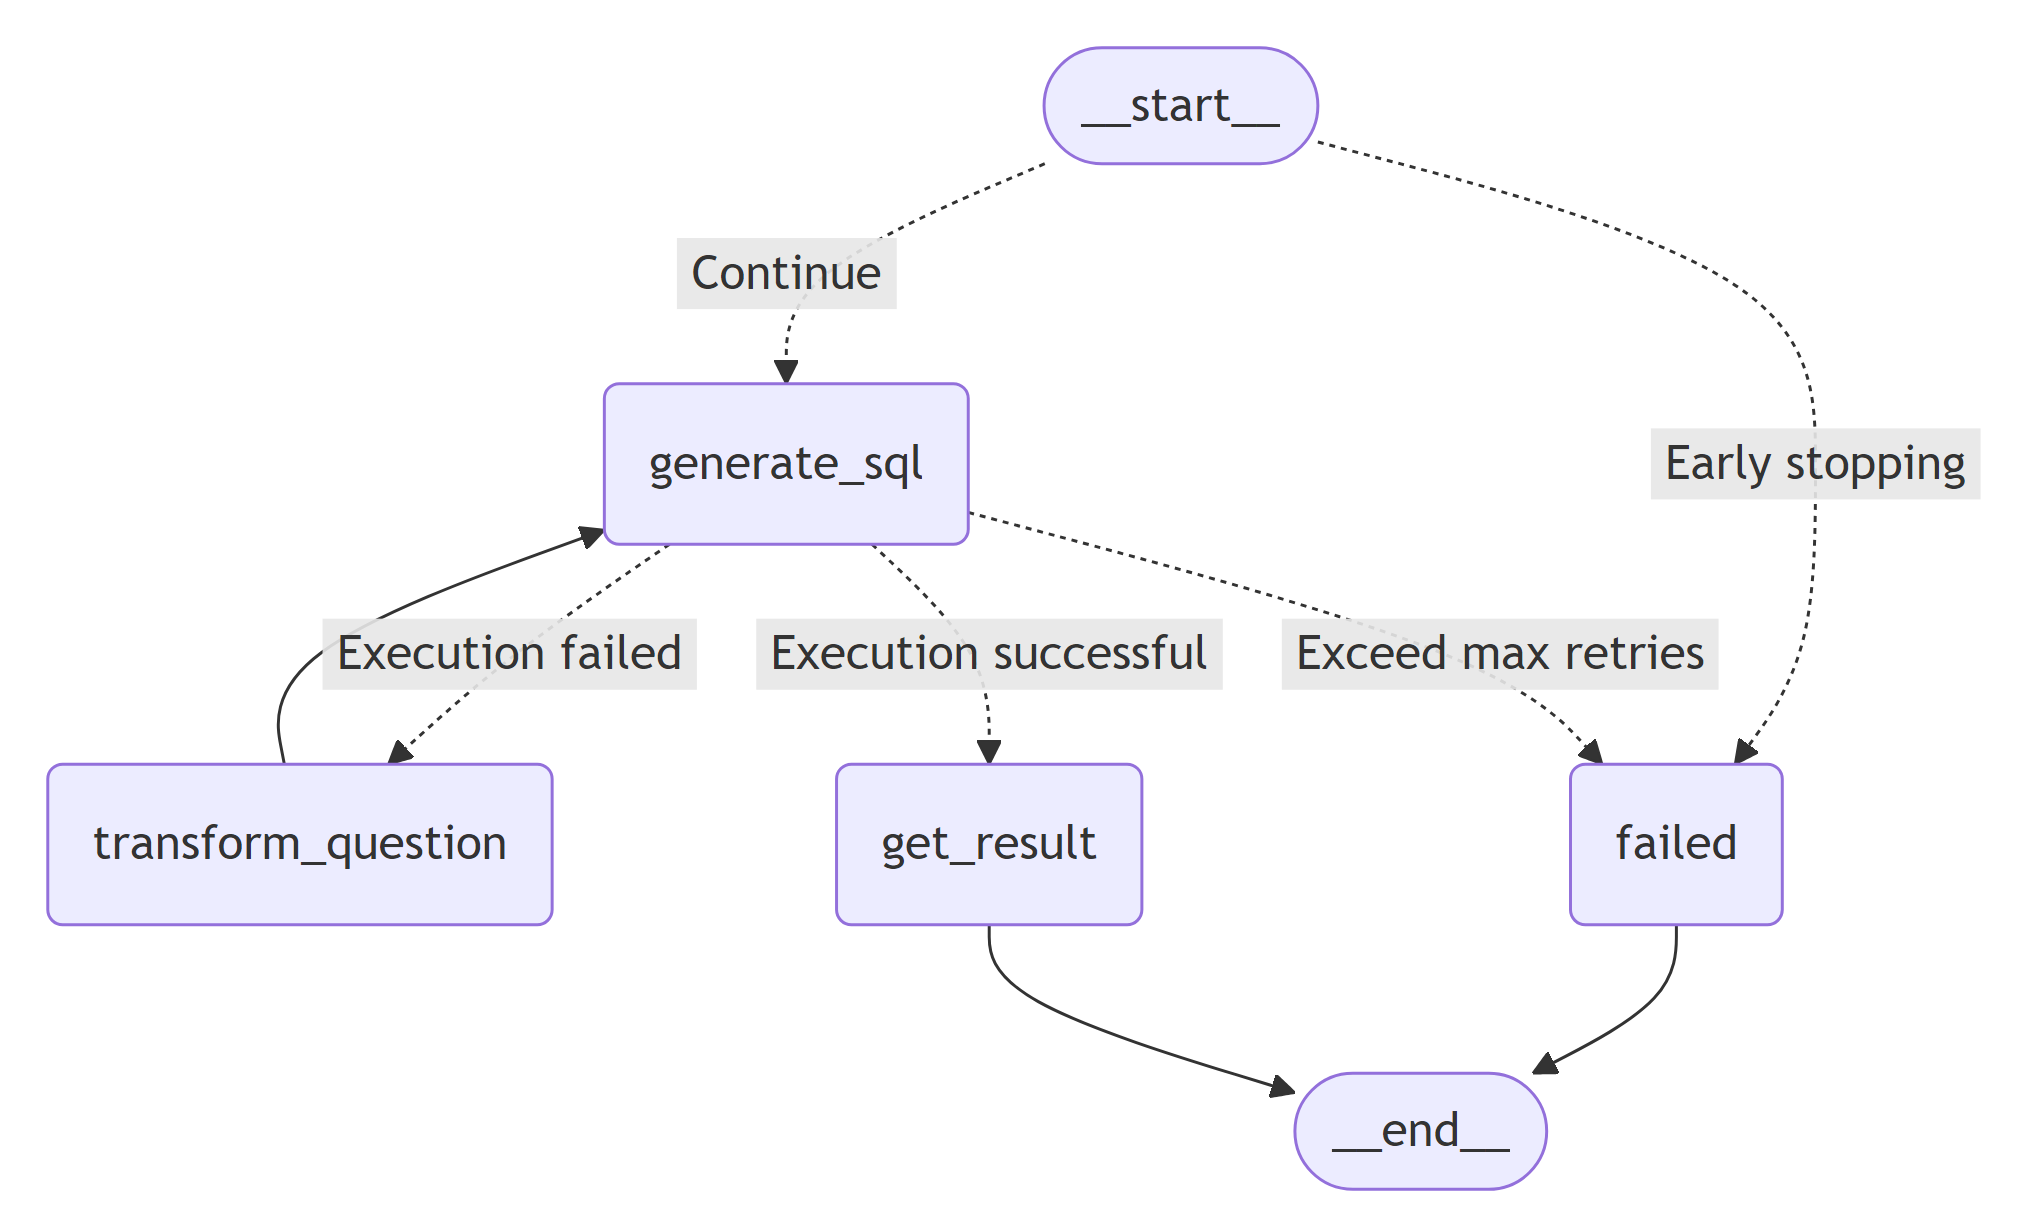 __start__
Continue
generate_sql
Early stopping
Execution failed
Execution successful
Exceed max retries
transform_question
get_result
failed
__end__